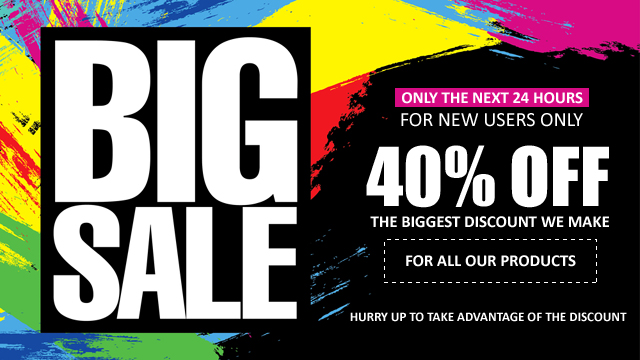 BIG
SALE
ONLY THE NEXT 24 HOURS
FOR NEW USERS ONLY
40% OFF
THE BIGGEST DISCOUNT WE MAKE
FOR ALL OUR PRODUCTS
HURRY UP TO TAKE ADVANTAGE OF THE DISCOUNT